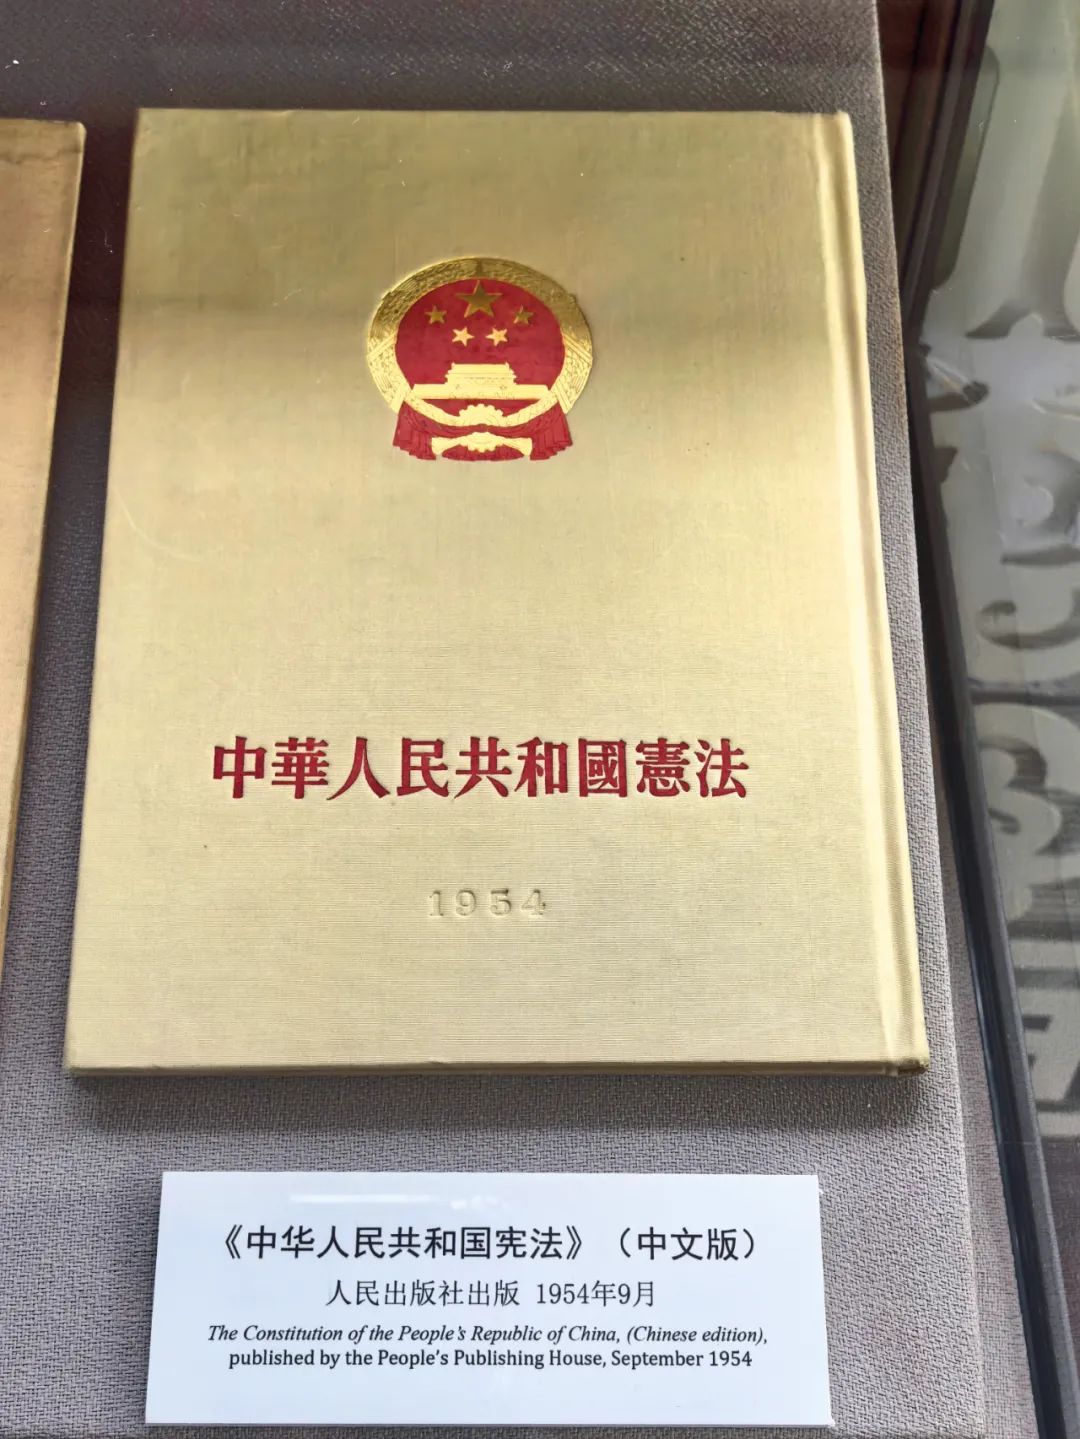 中華人民共和國憲法
1954
《中华人民共和国宪法》（中文版）
人民出版社出版 1954年9月
The Constitution of the People's Republic of China, (Chinese edition),
published by the People's Publishing House, September 1954